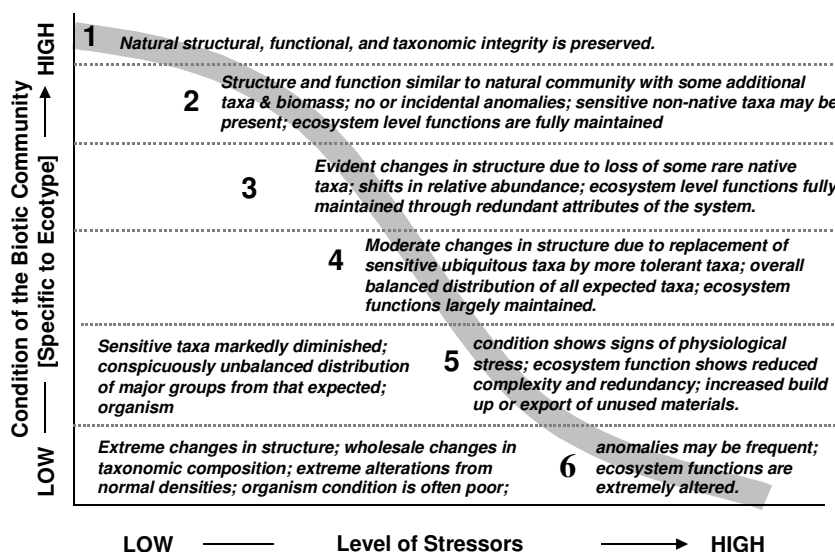 Condition of the Biotic Community
LOW [Specific to Ecotype] HIGH
1 Natural structural, functional, and taxonomic integrity is preserved.
2 Structure and function similar to natural community with some additional
taxa & biomass; no or incidental anomalies; sensitive non-native taxa may be
present; ecosystem level functions are fully maintained
3 Evident changes in structure due to loss of some rare native
taxa; shifts in relative abundance; ecosystem level functions fully
maintained through redundant attributes of the system.
4 Moderate changes in structure due to replacement of
sensitive ubiquitous taxa by more tolerant taxa; overall
balanced distribution of all expected taxa; ecosystem
functions largely maintained.
Sensitive taxa markedly diminished;
conspicuously unbalanced distribution
of major groups from that expected;
organism
5 condition shows signs of physiological
stress; ecosystem function shows reduced
complexity and redundancy; increased build
up or export of unused materials.
Extreme changes in structure; wholesale changes in
taxonomic composition; extreme alterations from
normal densities; organism condition is often poor;
6 anomalies may be frequent;
ecosystem functions are
extremely altered.
LOW Level of Stressors HIGH